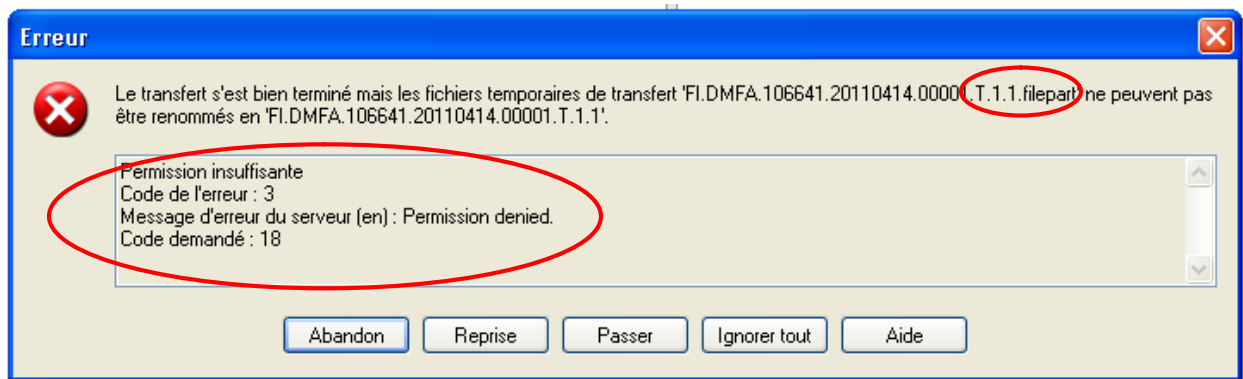 Erreur
Le transfert s'est bien terminé mais les fichiers temporaires de transfert 'FI.DMFA.106641.20110414.00001.T.1.1.filepart' ne peuvent pas
être renommés en 'FI.DMFA.106641.20110414.00001.T.1.1'.
Permission insuffisante
Code de l'erreur : 3
Message d'erreur du serveur (en) : Permission denied.
Code demandé : 18
Abandon Reprise Passer Ignorer tout Aide